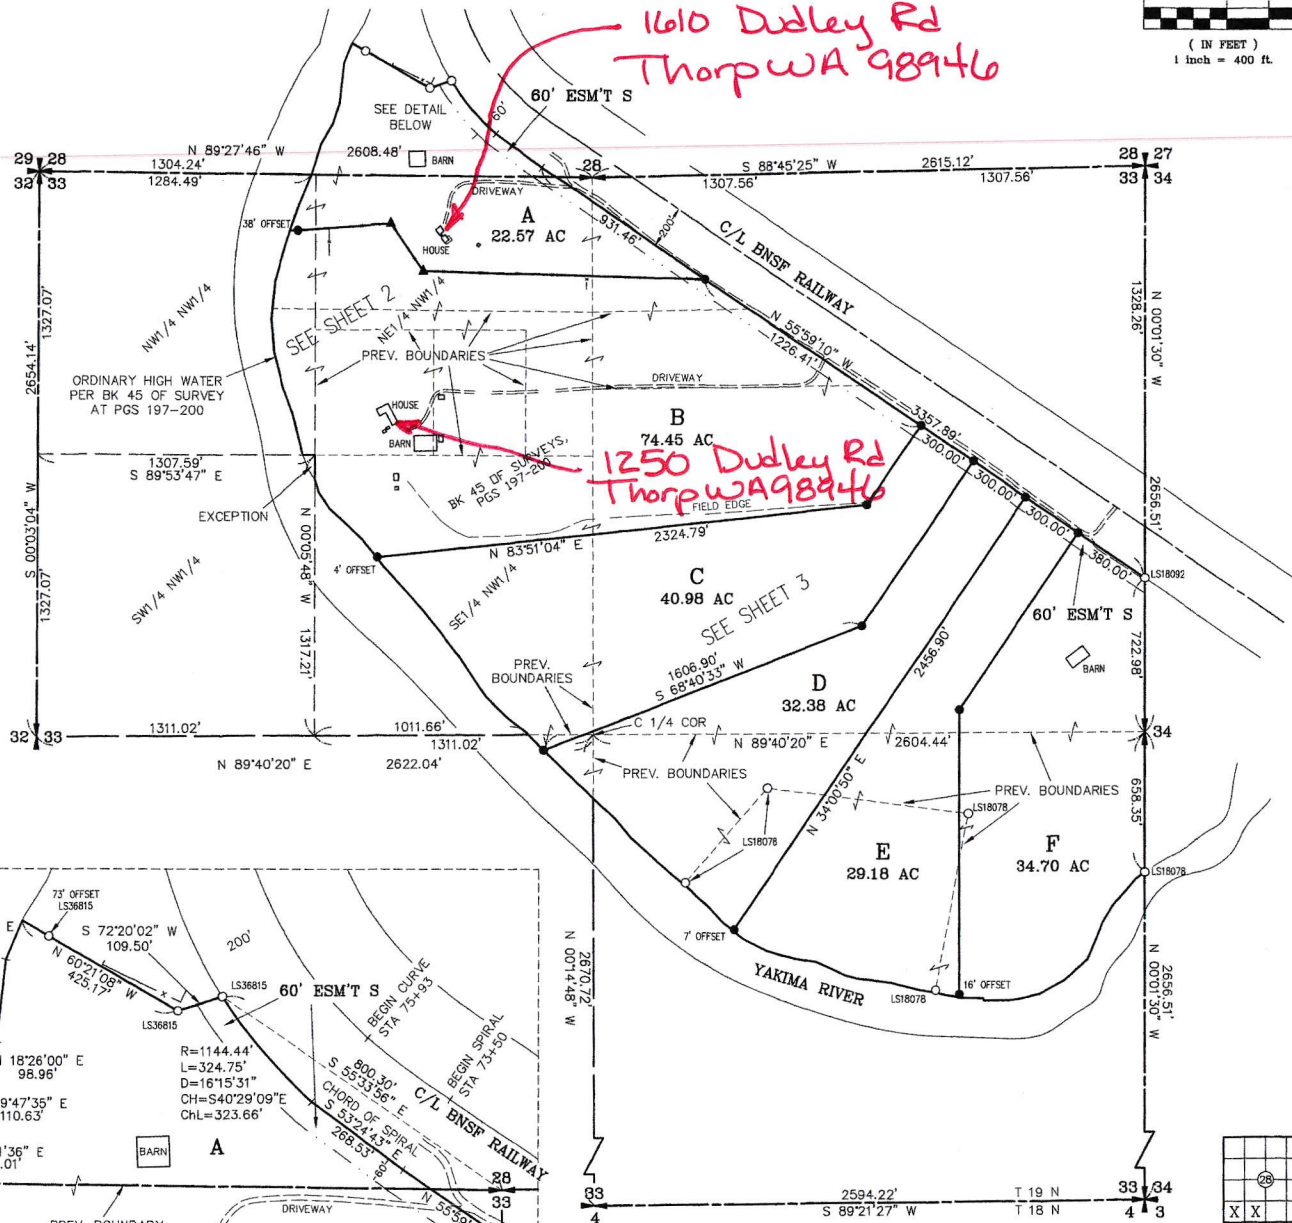 1610 Dudley Rd
Thorp WA 98946
( IN FEET )
1 inch = 400 ft.
60' ESM'T S
60'
SEE DETAIL
BELOW
BARN
N 89°27'46" W
2608.48'
1304.24'
1284.49'
29 28
32 33
28
S 88°45'25" W
2615.12'
1307.56'
1307.56'
28 27
33 34
DRIVEWAY
A
22.57 AC
HOUSE
38' OFFSET
931.46'
200'
C/L BNSF RAILWAY
N 00°01'30" W
1328.26'
NW1/4 NW1/4
SEE SHEET 2
NE1/4 NW1/4
PREV. BOUNDARIES
N 55°59'10" W
1226.41'
1327.07'
2654.14'
S 00°03'04" W
1327.07'
ORDINARY HIGH WATER
PER BK 45 OF SURVEY
AT PGS 197-200
DRIVEWAY
HOUSE
BARN
B
74.45 AC
3357.89'
300.00'
300.00'
300.00'
380.00'
1250 Dudley Rd
Thorp WA 98946
BK 45 OF SURVEYS,
PGS 197-200
1307.59'
S 89°53'47" E
EXCEPTION
N 00°05'48" W
1317.21'
FIELD EDGE
N 83°51'04" E
2324.79'
4' OFFSET
SW1/4 NW1/4
SE1/4 NW1/4
C
40.98 AC
SEE SHEET 3
2656.51'
LS18092
60' ESM'T S
722.98'
BARN
PREV.
BOUNDARIES
1606.90'
S 68°40'33" W
D
32.38 AC
2456.90'
N 34°00'50" E
C 1/4 COR
32 33
1311.02'
1011.66'
1311.02'
N 89°40'20" E
2622.04'
N 89°40'20" E
2604.44'
34
PREV. BOUNDARIES
PREV. BOUNDARIES
658.35'
LS18078
LS18078
E
29.18 AC
F
34.70 AC
LS18078
7' OFFSET
YAKIMA RIVER
LS18078
16' OFFSET
2670.72'
N 00°14'48" W
2656.51'
N 00°01'30" W
73' OFFSET
LS36815
E
S 72°20'02" W
109.50'
N 60°21'08" W
425.17'
200'
LS36815
LS36815
60' ESM'T S
BEGIN CURVE
STA 75+93
BEGIN SPIRAL
STA 73+50
R=1144.44'
L=324.75'
D=16°15'31"
CH=S40°29'09"E
ChL=323.66'
800.30'
S 55°33'56" E
CHORD OF SPIRAL
S 53°24'43" E
268.53'
C/L BNSF RAILWAY
18°26'00" E
98.96'
9°47'35" E
110.63'
'36" E
.01'
BARN
A
60'
28
33
N 55°59'
DRIVEWAY
PREV. BOUNDARY
33
4
2594.22'
S 89°21'27" W
T 19 N
T 18 N
33 34
4 3
28
X X